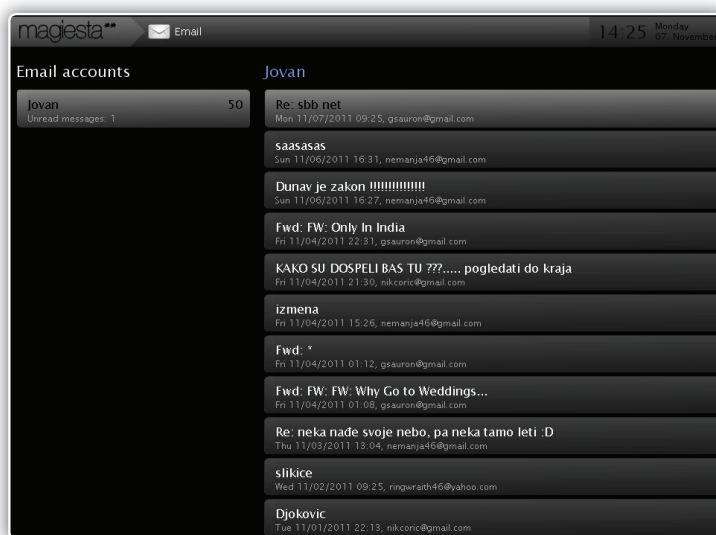 magiesta
Email
14:25
Monday
07. November
Email accounts
Jovan
50
Unread messages: 1
Jovan
Re: sbb net
Mon 11/07/2011 09:25, gsauron@gmail.com
saasasas
Sun 11/06/2011 16:31, nemanja46@gmail.com
Dunav je zakon !!!!!!!!!!!!!!!
Sun 11/06/2011 16:27, nemanja46@gmail.com
Fwd: FW: Only In India
Fri 11/04/2011 22:31, gsauron@gmail.com
KAKO SU DOSPELI BAS TU ???..... pogledati do kraja
Fri 11/04/2011 21:30, nikcoric@gmail.com
izmena
Fri 11/04/2011 15:26, nemanja46@gmail.com
Fwd: *
Fri 11/04/2011 01:12, gsauron@gmail.com
Fwd: FW: FW: Why Go to Weddings...
Fri 11/04/2011 01:08, gsauron@gmail.com
Re: neka nađe svoje nebo, pa neka tamo leti :D
Thu 11/03/2011 13:04, nemanja46@gmail.com
slikice
Wed 11/02/2011 09:25, ringwraith46@yahoo.com
Djokovic
Tue 11/01/2011 22:13, nikcoric@gmail.com